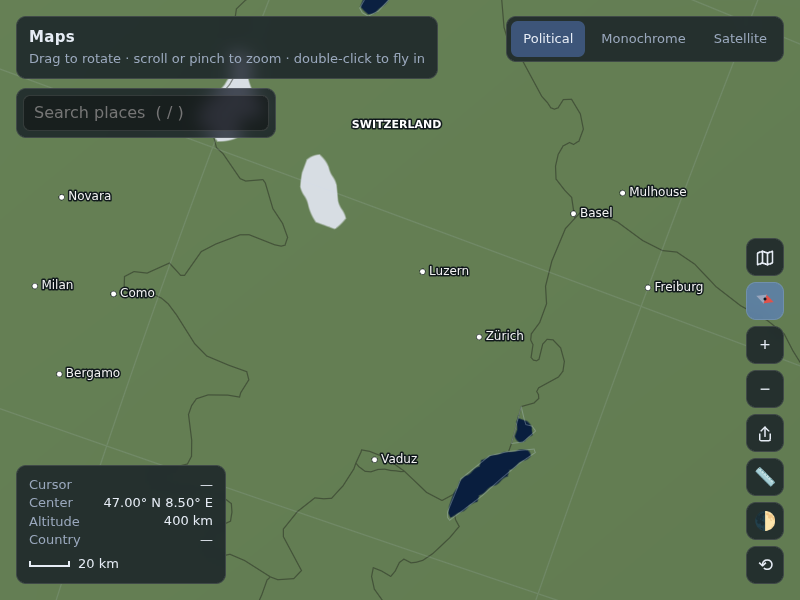 Maps
Drag to rotate · scroll or pinch to zoom · double-click to fly in
Political Monochrome Satellite
Search places ( / )
SWITZERLAND
Novara
Mulhouse
Basel
Luzern
Milan
Como
Freiburg
Zürich
Bergamo
Vaduz
+
−
Cursor —
Center 47.00° N 8.50° E
Altitude 400 km
Country —
20 km